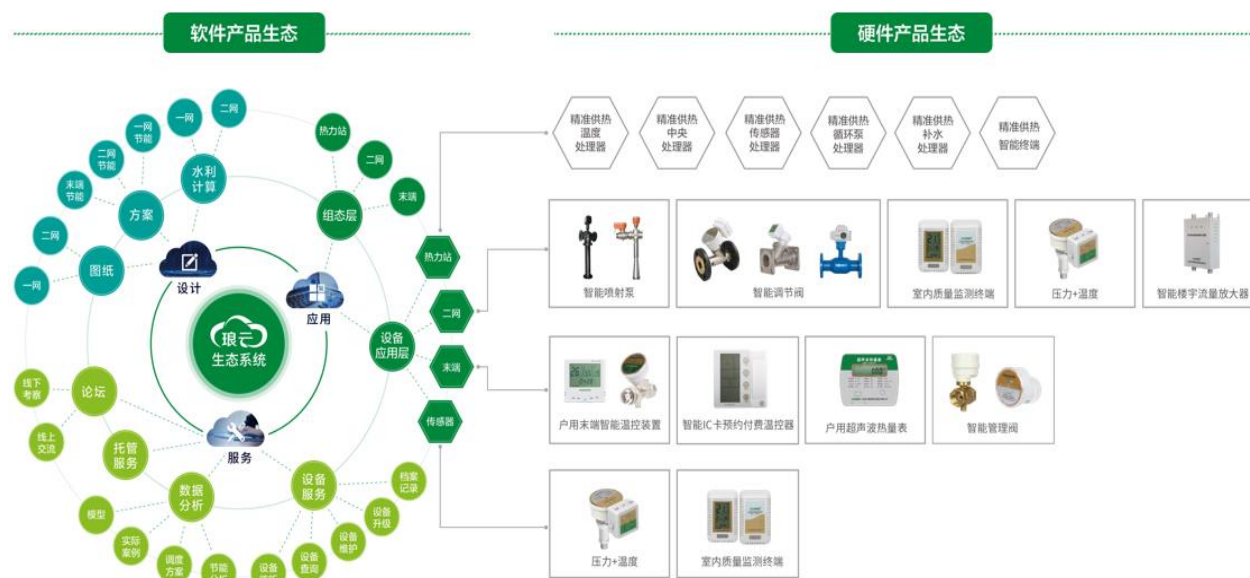 软件产品生态
硬件产品生态
二网
一网
一网
节能
二网
节能
末端
节能
二网
一网
水利
计算
方案
图纸
设计
热力站
二网
末端
组态层
应用
设备
应用层
热力站
二网
末端
传感器
琅云
生态系统
服务
论坛
线下
考察
线上
交流
托管
服务
数据
分析
模型
实际
案例
调度
方案
节能
设备
服务
设备
设备
查询
设备
维护
设备
升级
档案
记录
精准供热
温度
处理器
精准供热
中央
处理器
精准供热
传感器
处理器
精准供热
循环泵
处理器
精准供热
补水
处理器
精准供热
智能终端
智能喷射泵
智能调节阀
室内质量监测终端
压力+温度
智能楼宇流量放大器
户用末端智能温控装置
智能IC卡预约付费温控器
户用超声波热量表
智能管理阀
压力+温度
室内质量监测终端